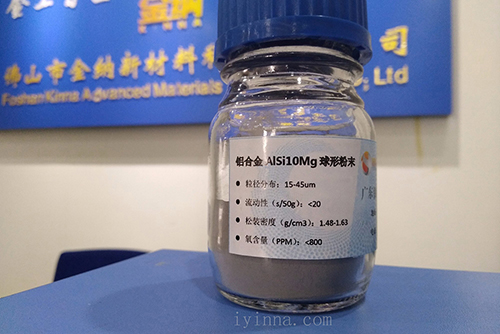 佛山市金纳新材料
司
Foshan Kinna Advanced Materials
Ltd
铝合金 AlSi10Mg 球形粉末
• 粒径分布：15-45um
• 流动性（s/50g）：<20
• 松装密度（g/cm3）：1.48-1.63
• 氧含量（PPM）：<800
iyinna.com